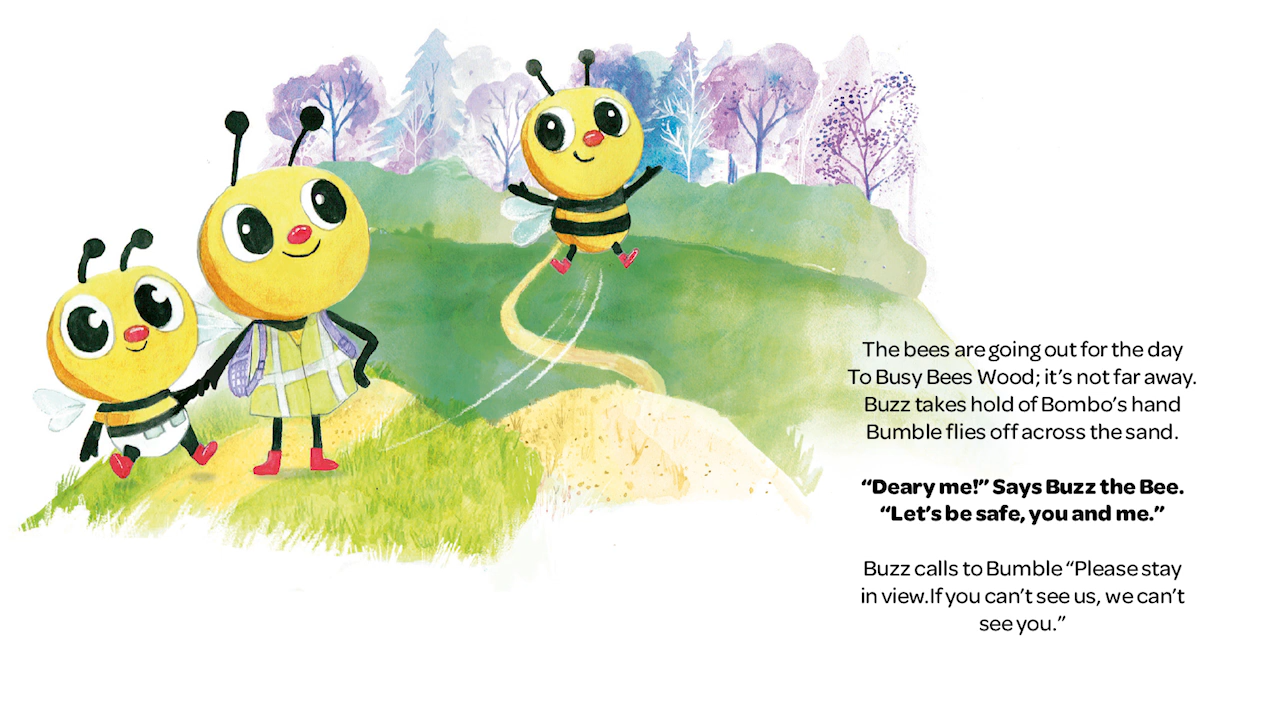 The bees are going out for the day
To Busy Bees Wood; it’s not far away.
Buzz takes hold of Bombo’s hand
Bumble flies off across the sand.
“Deary me!” Says Buzz the Bee.
“Let’s be safe, you and me.”
Buzz calls to Bumble “Please stay
in view.If you can’t see us, we can’t
see you.”